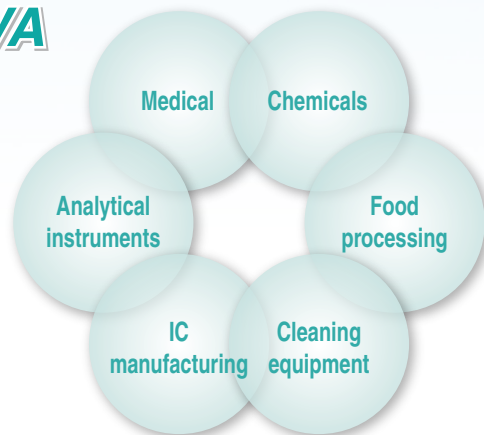 Medical
Chemicals
Analytical
instruments
Food
processing
IC
manufacturing
Cleaning
equipment